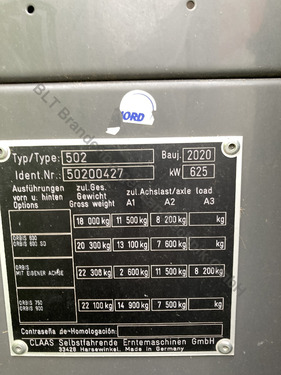 NORD
Typ/Type: 502 Bauj. 2020
Ident.Nr.: 50200427 kW 625
Ausführungen zul.Ges. zul.Achslast/axle load
vorn u. hinten Gewicht
Options Gross weight A1 A2 A3
18 000 kg 11 500 kg 8 200 kg kg
ORBIS 600
ORBIS 600 SD 20 300 kg 13 100 kg 7 600 kg kg
ORBIS
MIT EIGENER ACHSE 22 300 kg 2 600 kg 11 500 kg 8 200 kg
ORBIS 750
ORBIS 900 22 100 kg 14 900 kg 7 500 kg kg
Contraseña de-Homologación:
CLAAS Selbstfahrende Erntemaschinen GmbH
33426 Harsewinkel. Made in Germany